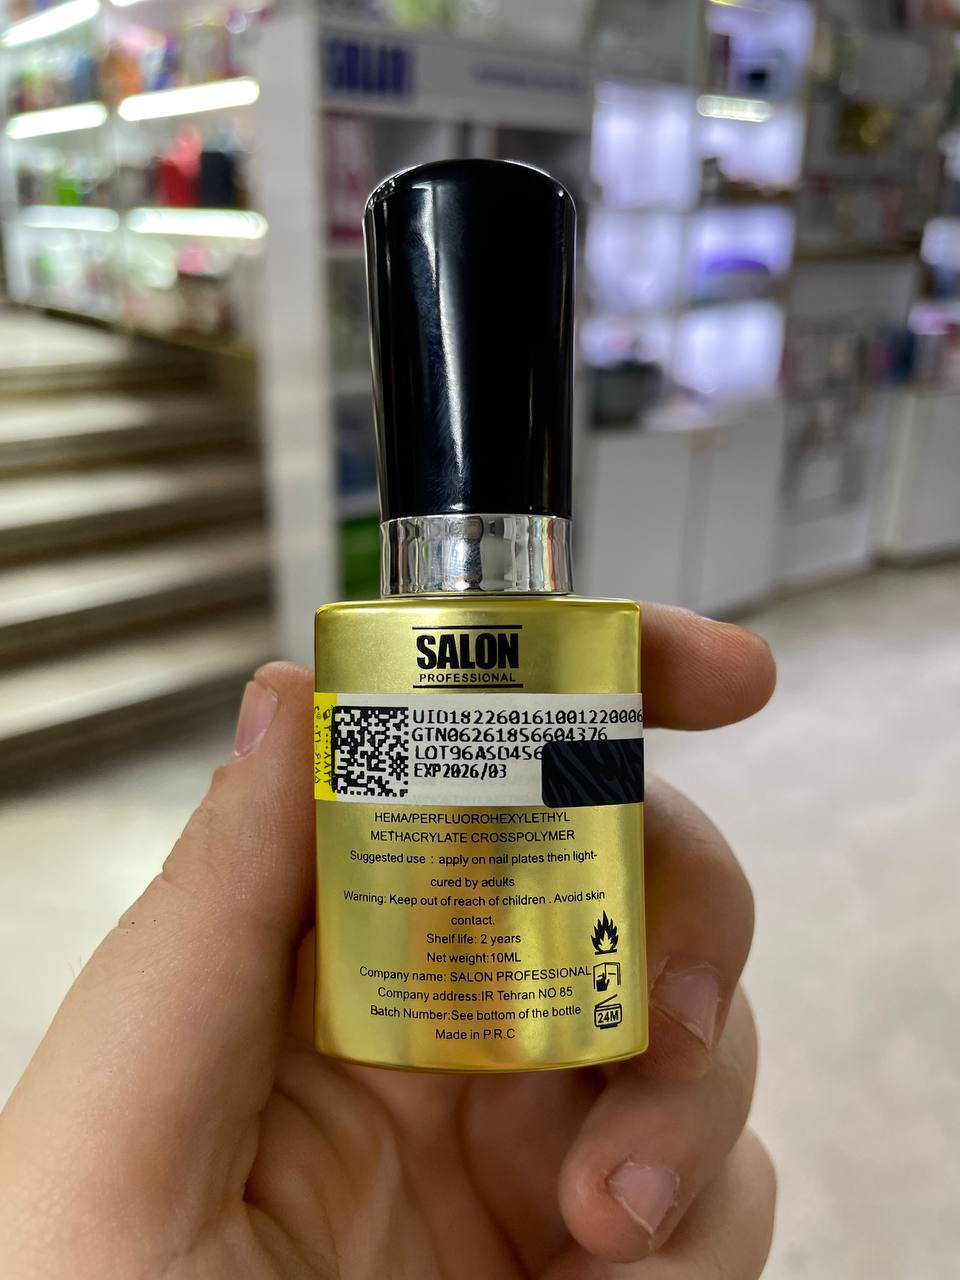 SALON
SALON
PROFESSIONAL
UID1822601610012200006
GTN06261856604376
LOT96ASD456
EXP2026/03
HEMA/PERFLUOROHEXYLETHYL
METHACRYLATE CROSSPOLYMER
Suggested use : apply on nail plates then light-
cured by adults
Warning: Keep out of reach of children . Avoid skin
contact.
Shelf life: 2 years
Net weight:10ML
Company name: SALON PROFESSIONAL
Company address:IR Tehran NO 85
Batch Number:See bottom of the bottle
Made in P.R.C
24M